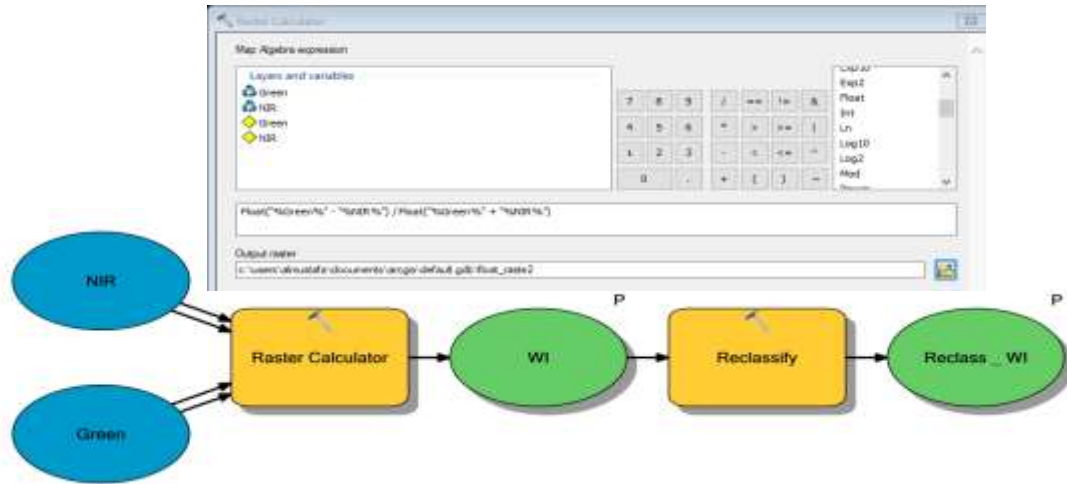 Raster Calculator
Map Algebra expression
Layers and variables
Green
NIR
Green
NIR
7 8 9 / == != &
4 5 6 * > >= |
1 2 3 - < <= ^
0 . + ( ) ~
Exp10
Exp2
Float
Int
Ln
Log10
Log2
Mod
Float("%Green%" - "%NIR%") / Float("%Green%" + "%NIR%")
Output raster
NIR
P
P
Raster Calculator
WI
Reclassify
Reclass _ WI
Green